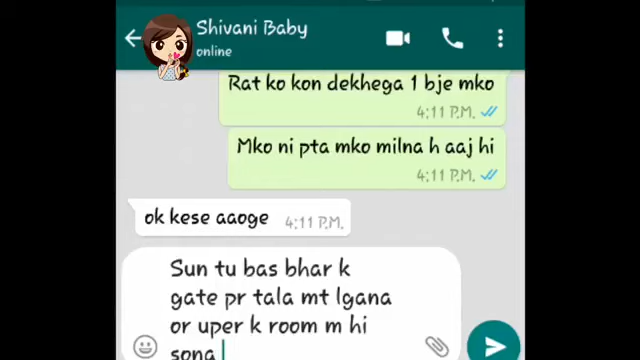 Shivani Baby
online
Rat ko kon dekhega 1 bje mko
4:11 P.M.
Mko ni pta mko milna h aaj hi
4:11 P.M.
ok kese aaoge 4:11 P.M.
Sun tu bas bhar k
gate pr tala mt lgana
or uper k room m hi
sona